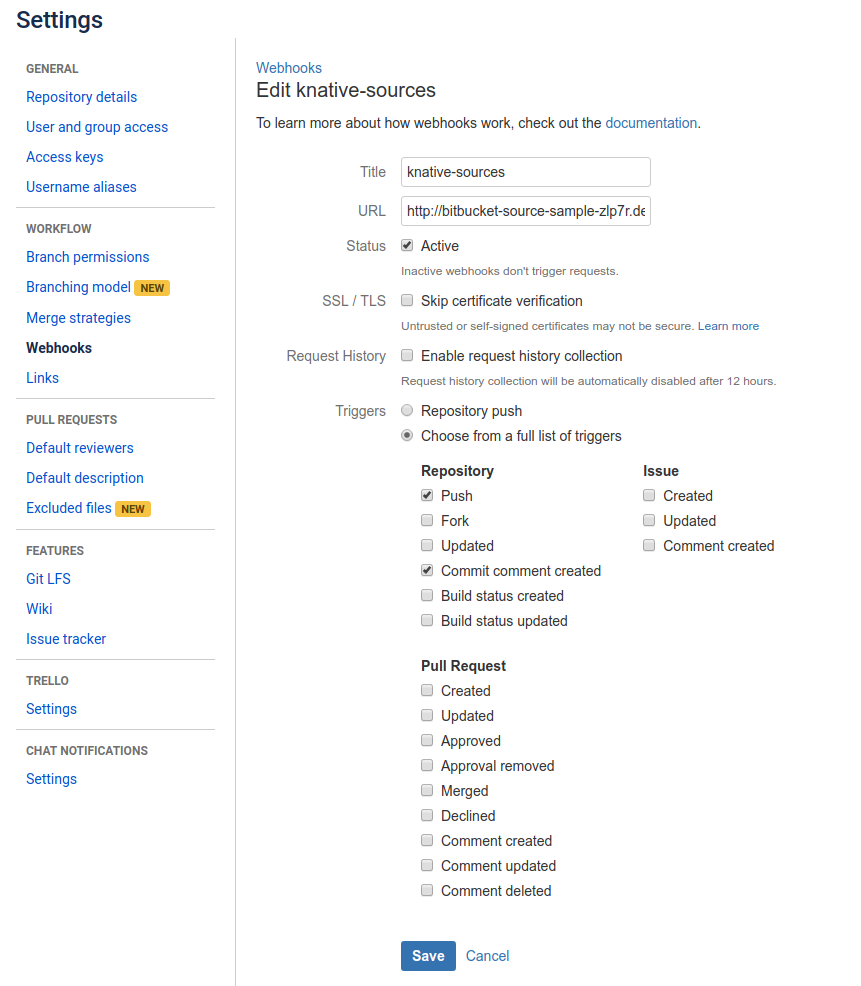 Settings
GENERAL
Repository details
User and group access
Access keys
Username aliases
WORKFLOW
Branch permissions
Branching model NEW
Merge strategies
Webhooks
Links
PULL REQUESTS
Default reviewers
Default description
Excluded files NEW
FEATURES
Git LFS
Wiki
Issue tracker
TRELLO
Settings
CHAT NOTIFICATIONS
Settings
Webhooks
Edit knative-sources
To learn more about how webhooks work, check out the documentation.
Title knative-sources
URL http://bitbucket-source-sample-zlp7r.de
Status Active
Inactive webhooks don't trigger requests.
SSL / TLS Skip certificate verification
Untrusted or self-signed certificates may not be secure. Learn more
Request History Enable request history collection
Request history collection will be automatically disabled after 12 hours.
Triggers Repository push
Choose from a full list of triggers
Repository
Push
Fork
Updated
Commit comment created
Build status created
Build status updated
Issue
Created
Updated
Comment created
Pull Request
Created
Updated
Approved
Approval removed
Merged
Declined
Comment created
Comment updated
Comment deleted
Save Cancel